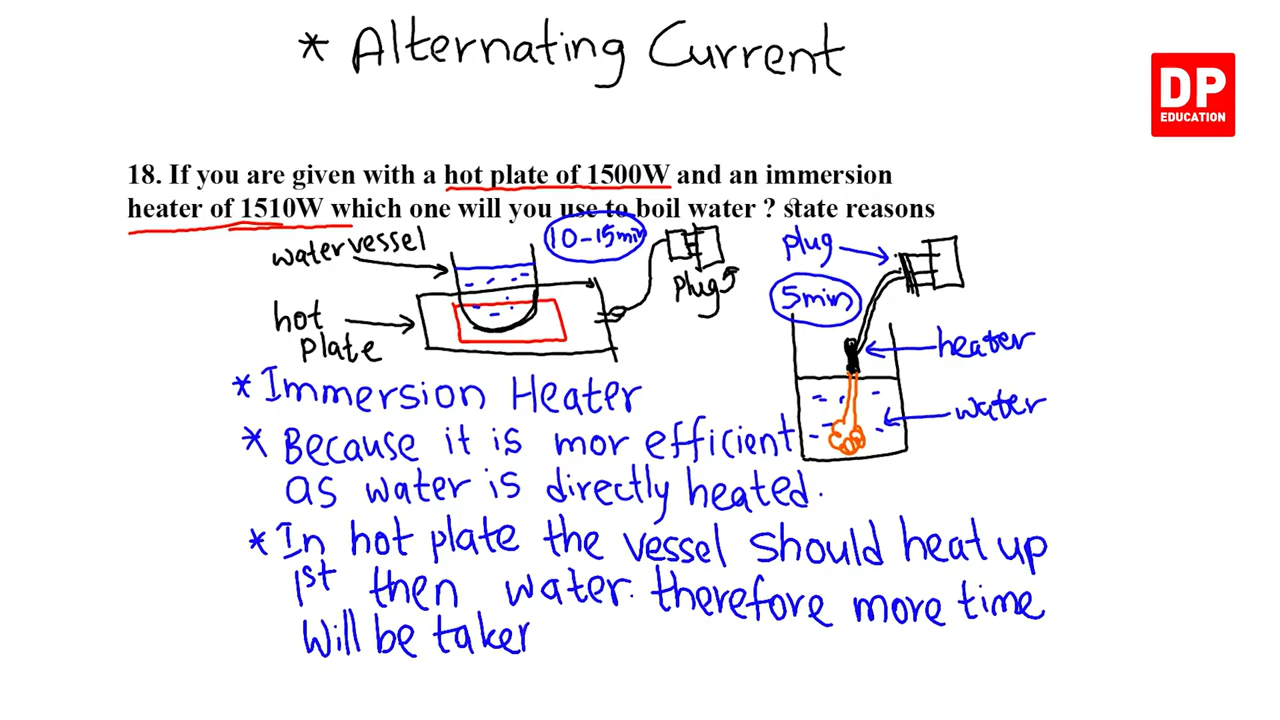 * Alternating Current
DP
EDUCATION
18. If you are given with a hot plate of 1500W and an immersion
heater of 1510W which one will you use to boil water ? state reasons
water vessel
10-15min
plug
plug
5min
hot
plate
heater
water
* Immersion Heater
* Because it is mor efficient
as water is directly heated.
* In hot plate the vessel should heat up
1st then water. therefore more time
will be taker